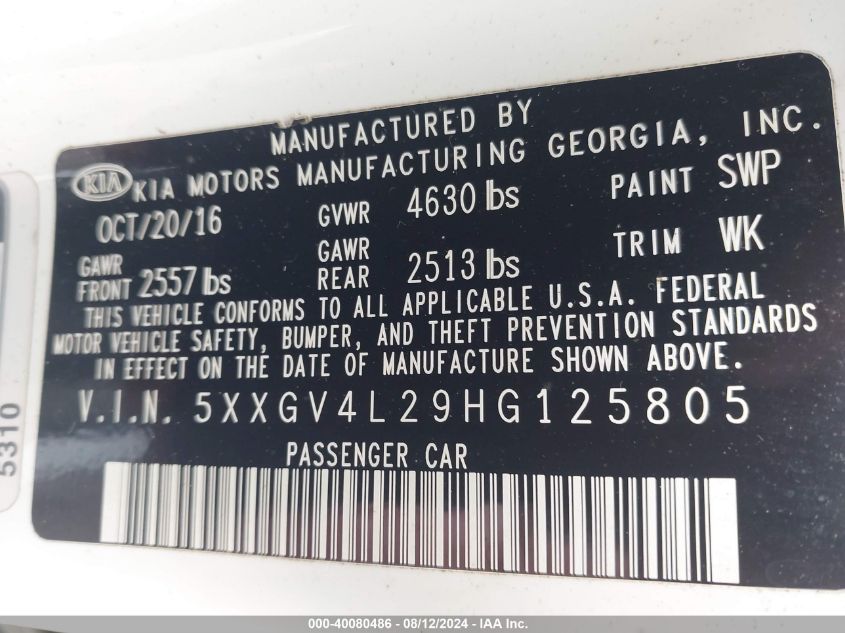 MANUFACTURED BY
KIA KIA MOTORS MANUFACTURING GEORGIA, INC.
OCT/20/16 GVWR 4630 lbs PAINT SWP
GAWR FRONT 2557 lbs GAWR REAR 2513 lbs TRIM WK
THIS VEHICLE CONFORMS TO ALL APPLICABLE U.S.A. FEDERAL
MOTOR VEHICLE SAFETY, BUMPER, AND THEFT PREVENTION STANDARDS
IN EFFECT ON THE DATE OF MANUFACTURE SHOWN ABOVE.
V.I.N. 5XXGV4L29HG125805
PASSENGER CAR
5310
000-40080486 - 08/12/2024 - © IAA Inc.